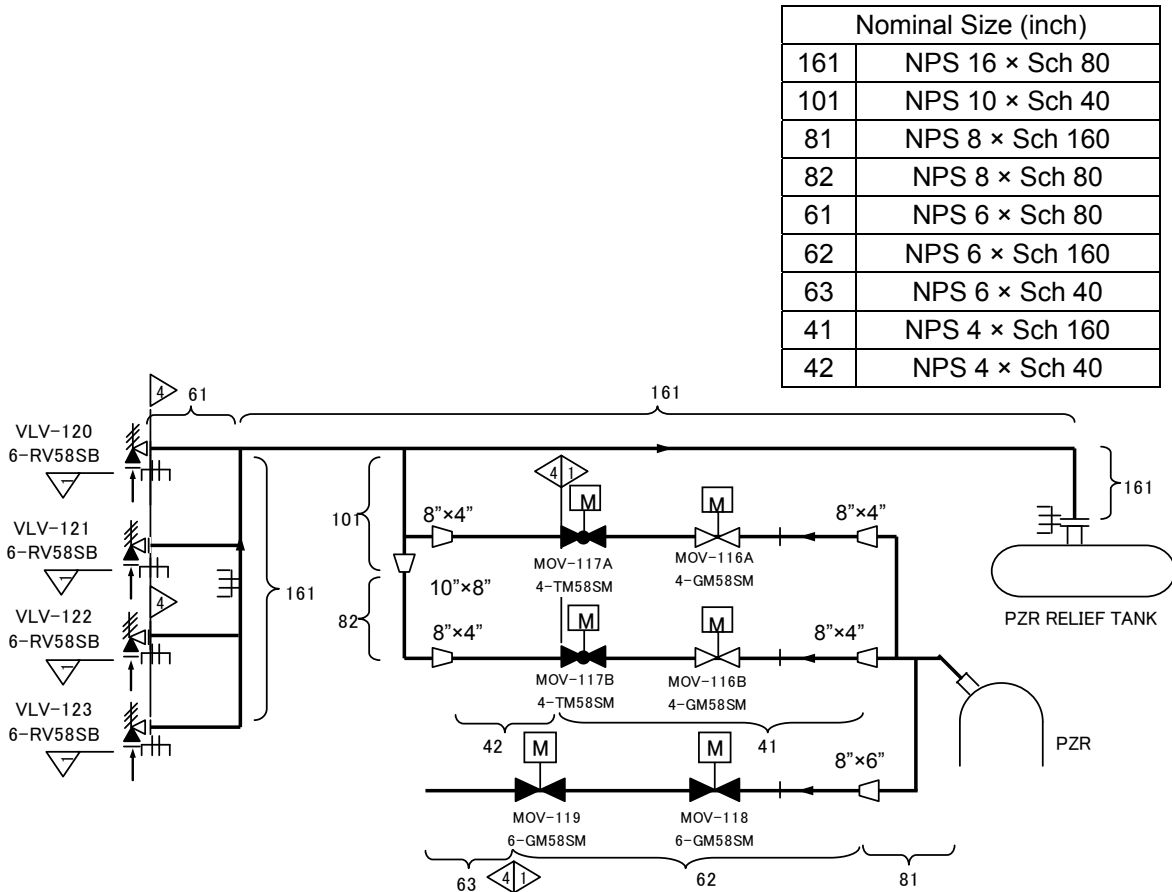 Nominal Size (inch)
161 NPS 16 × Sch 80
101 NPS 10 × Sch 40
81 NPS 8 × Sch 160
82 NPS 8 × Sch 80
61 NPS 6 × Sch 80
62 NPS 6 × Sch 160
63 NPS 6 × Sch 40
41 NPS 4 × Sch 160
42 NPS 4 × Sch 40
4
61
161
VLV-120
6-RV58SB
1
4 1
M
M
161
101
8"×4"
8"×4"
VLV-121
6-RV58SB
1
MOV-117A
4-TM58SM
MOV-116A
4-GM58SM
161
10"×8"
4
VLV-122
6-RV58SB
1
82
8"×4"
M
M
8"×4"
PZR RELIEF TANK
MOV-117B
4-TM58SM
MOV-116B
4-GM58SM
VLV-123
6-RV58SB
1
42
41
PZR
M
M
8"×6"
MOV-119
6-GM58SM
MOV-118
6-GM58SM
63
4 1
62
81